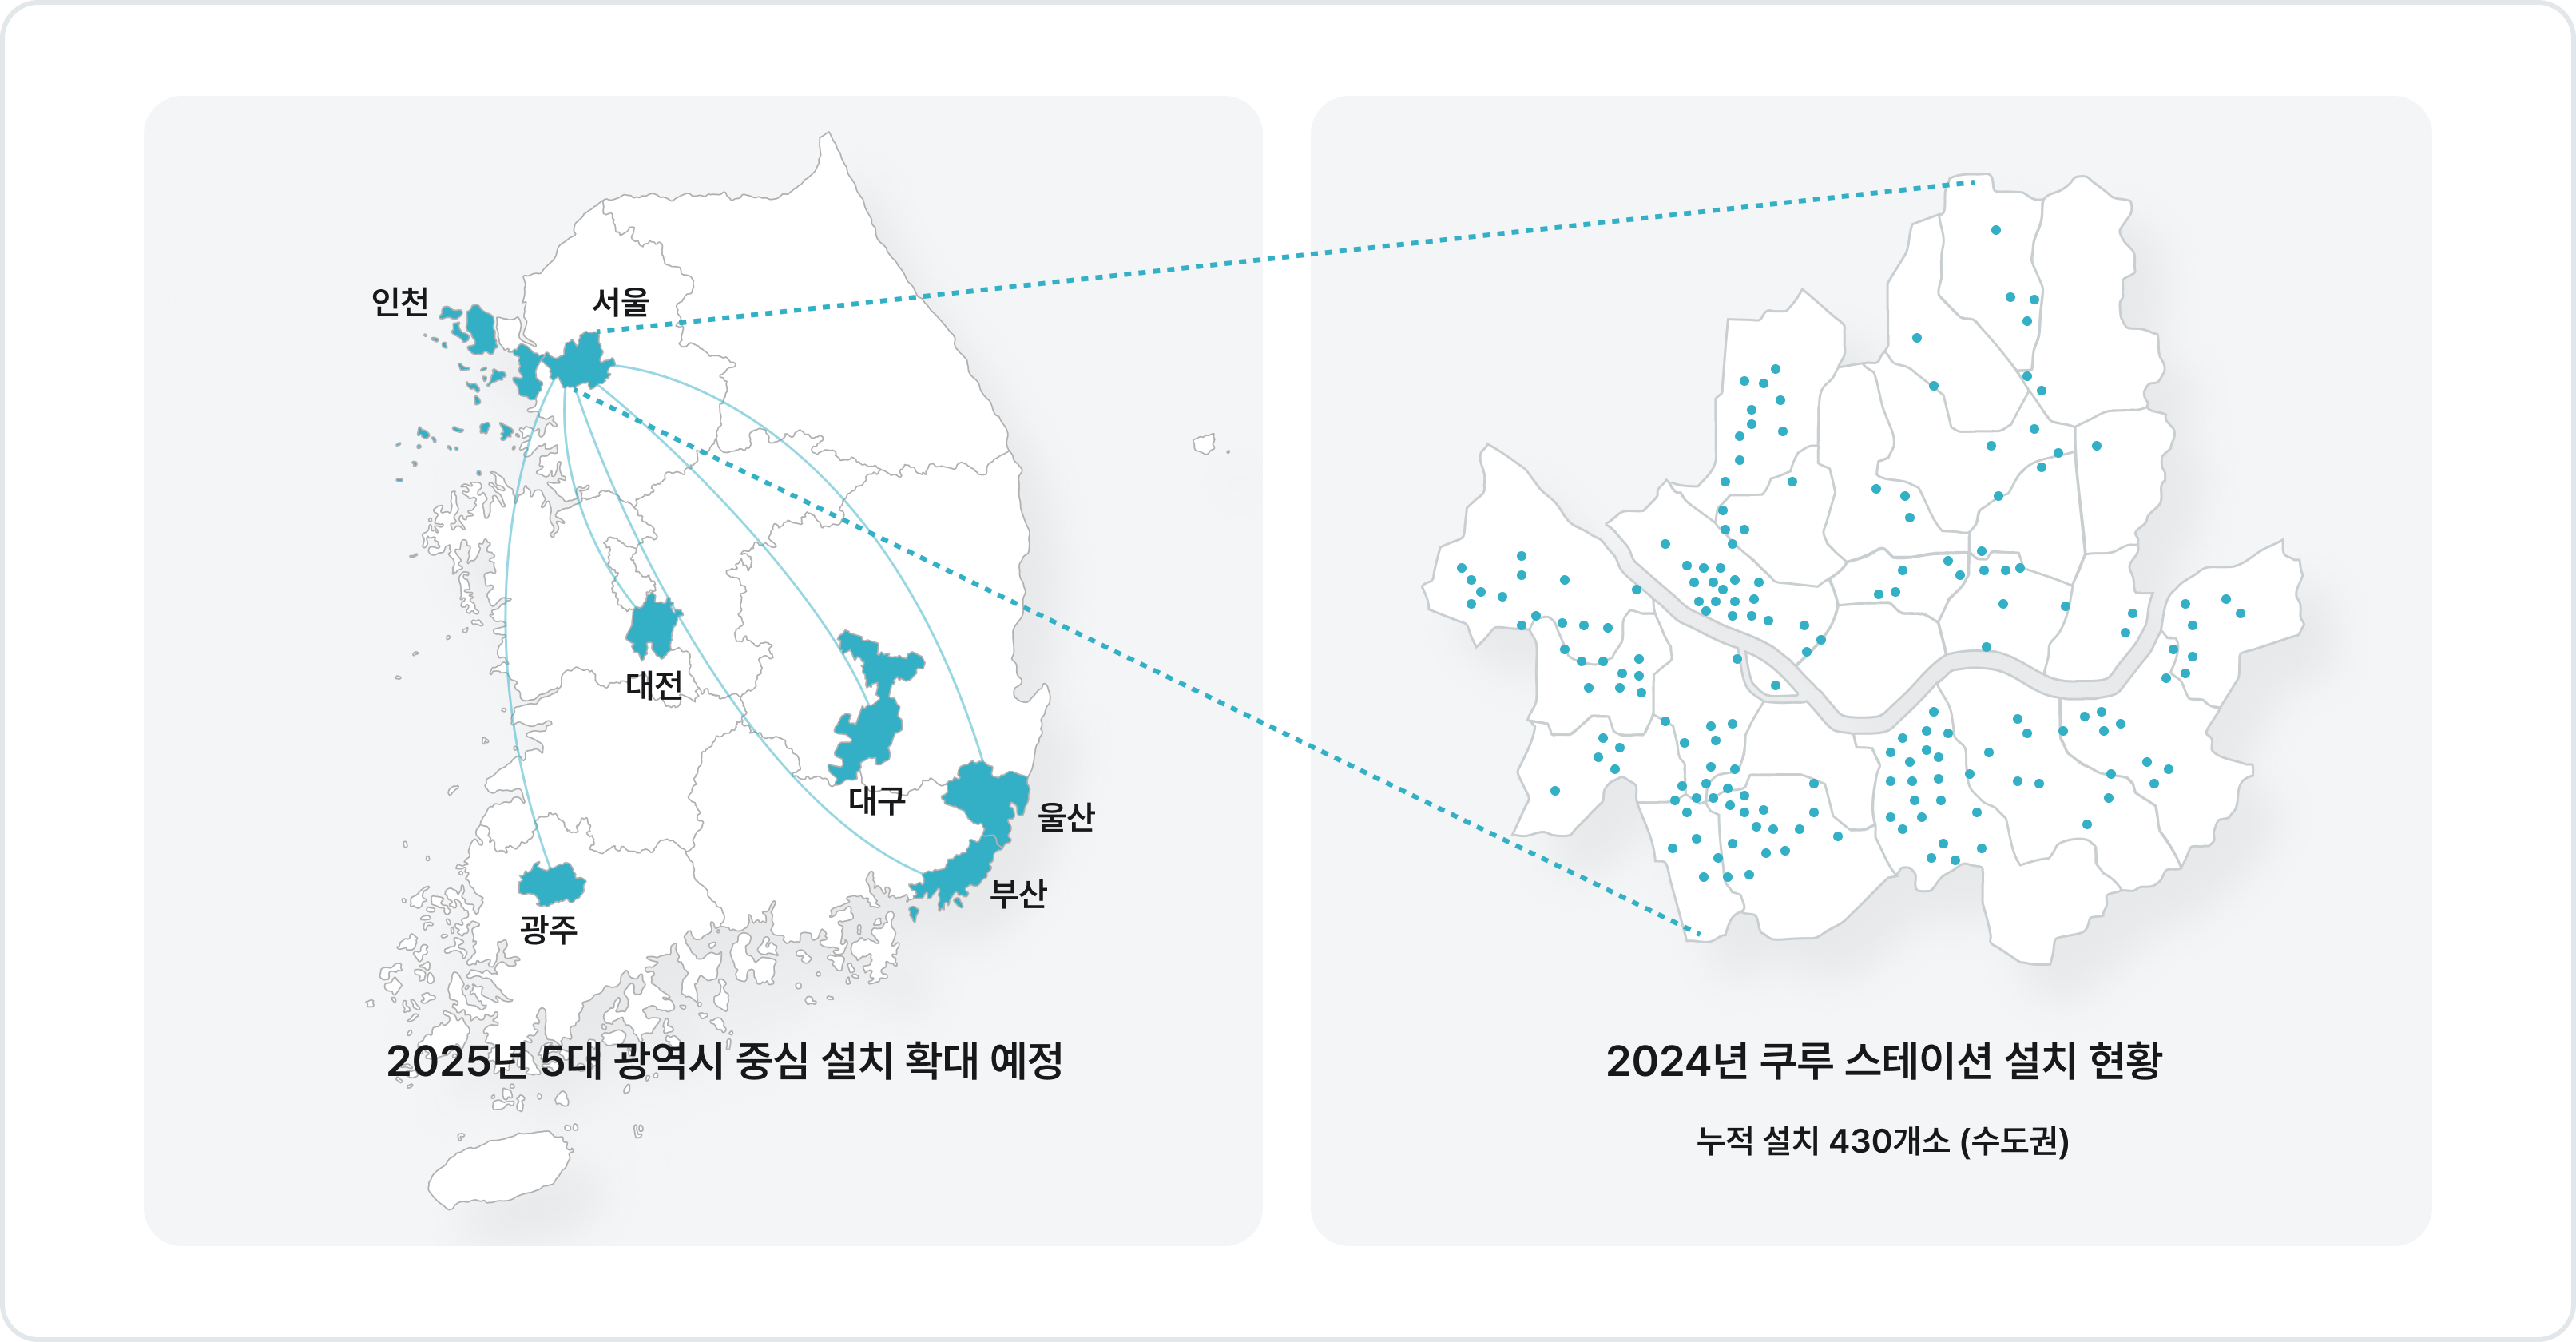 인천
서울
대전
대구
울산
부산
광주
2025년 5대 광역시 중심 설치 확대 예정
2024년 쿠루 스테이션 설치 현황
누적 설치 430개소 (수도권)